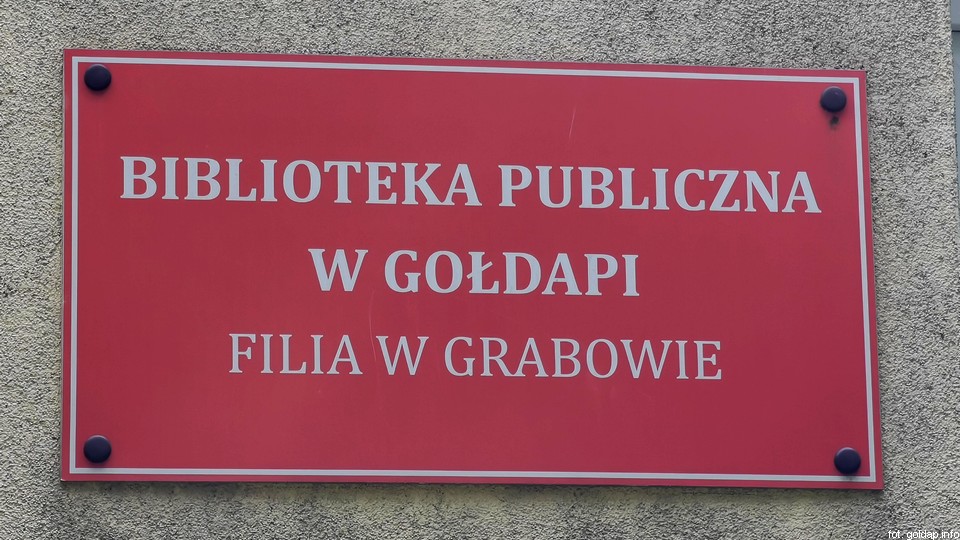 BIBLIOTEKA PUBLICZNA
W GOŁDAPI
FILIA W GRABOWIE
fot. goldap.info